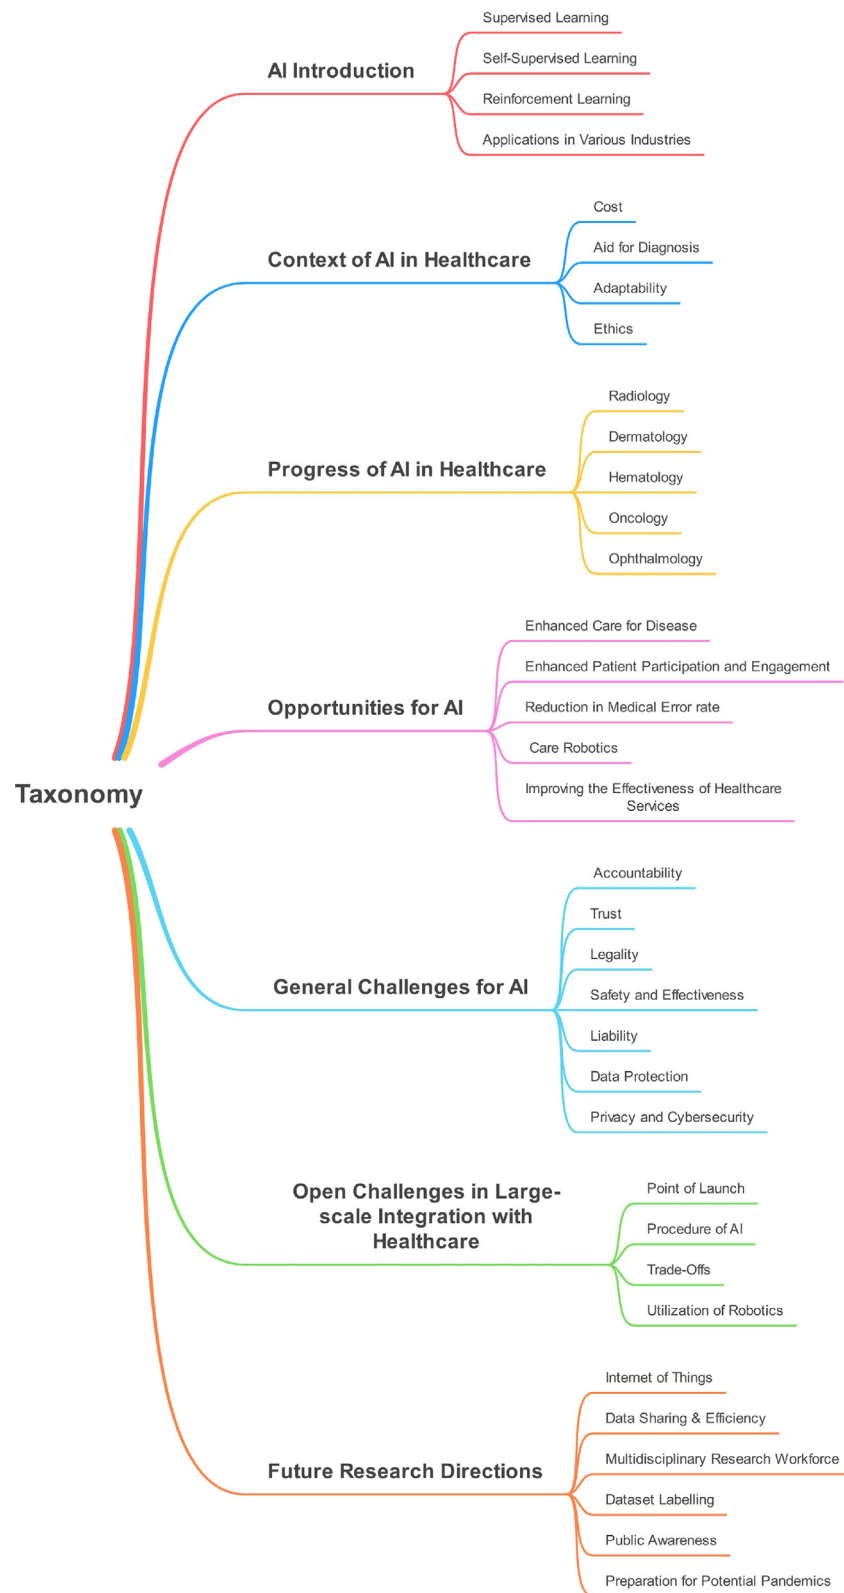 Supervised Learning
AI Introduction
Self-Supervised Learning
Reinforcement Learning
Applications in Various Industries
Cost
Context of AI in Healthcare
Aid for Diagnosis
Adaptability
Ethics
Radiology
Dermatology
Progress of AI in Healthcare
Hematology
Oncology
Ophthalmology
Enhanced Care for Disease
Enhanced Patient Participation and Engagement
Opportunities for AI
Reduction in Medical Error rate
Care Robotics
Improving the Effectiveness of Healthcare
Services
Taxonomy
Accountability
Trust
Legality
General Challenges for AI
Safety and Effectiveness
Liability
Data Protection
Privacy and Cybersecurity
Open Challenges in Large-
scale Integration with
Healthcare
Point of Launch
Procedure of AI
Trade-Offs
Utilization of Robotics
Internet of Things
Data Sharing & Efficiency
Multidisciplinary Research Workforce
Future Research Directions
Dataset Labelling
Public Awareness
Preparation for Potential Pandemics